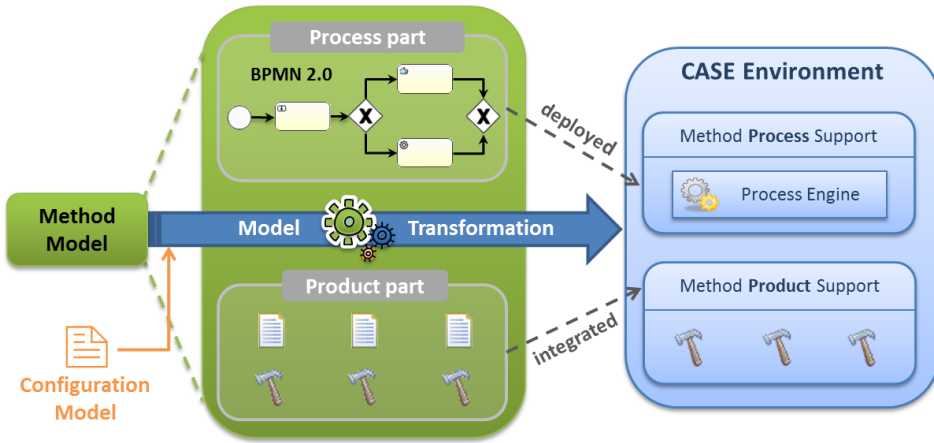 Process part
BPMN 2.0
X
X
deployed
CASE Environment
Method Process Support
Process Engine
Method
Model
Model Transformation
Product part
integrated
Method Product Support
Configuration
Model